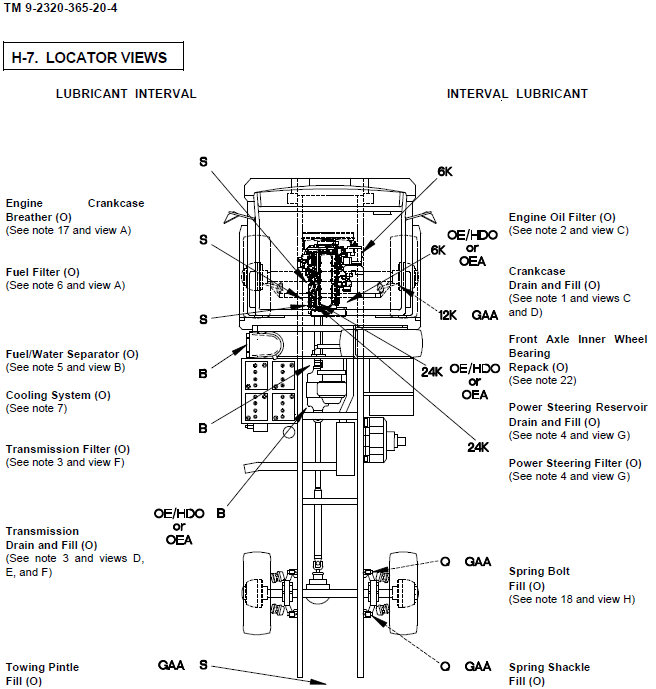 TM 9-2320-365-20-4
H-7. LOCATOR VIEWS
LUBRICANT INTERVAL
INTERVAL LUBRICANT
Engine Crankcase
Breather (O)
(See note 17 and view A)
Fuel Filter (O)
(See note 6 and view A)
Fuel/Water Separator (O)
(See note 5 and view B)
Cooling System (O)
(See note 7)
Transmission Filter (O)
(See note 3 and view F)
Transmission
Drain and Fill (O)
(See note 3 and views D,
E, and F)
Towing Pintle
Fill (O)
S
S
S
B
B
OE/HDO B
or
OEA
GAA S
6K
6K
OE/HDO
or
OEA
12K GAA
24K OE/HDO
or
OEA
24K
Q GAA
Q GAA
Engine Oil Filter (O)
(See note 2 and view C)
Crankcase
Drain and Fill (O)
(See note 1 and views C
and D)
Front Axle Inner Wheel
Bearing
Repack (O)
(See note 22)
Power Steering Reservoir
Drain and Fill (O)
(See note 4 and view G)
Power Steering Filter (O)
(See note 4 and view G)
Spring Bolt
Fill (O)
(See note 18 and view H)
Spring Shackle
Fill (O)